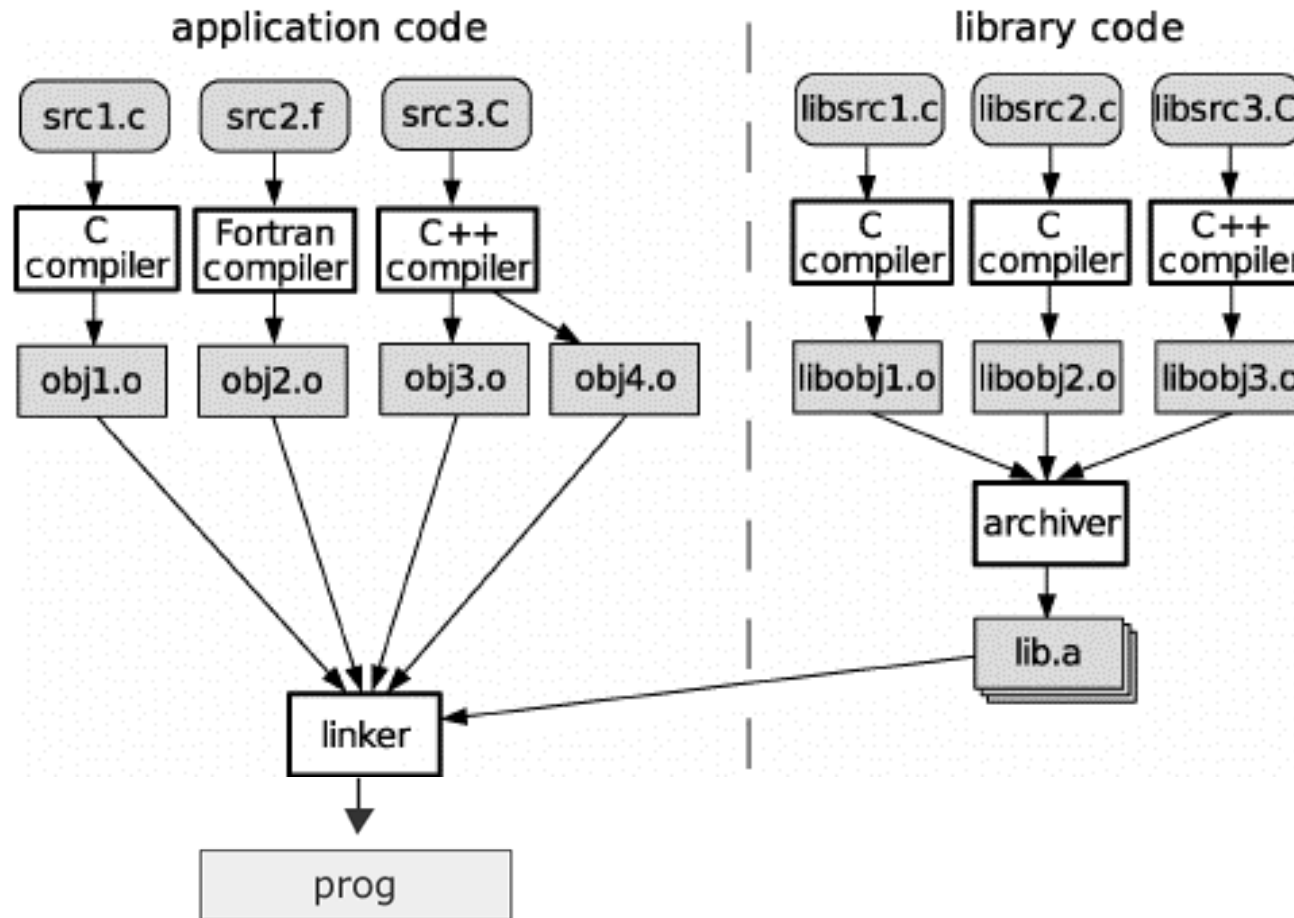 application code
library code
src1.c
src2.f
src3.C
libsrc1.c
libsrc2.c
libsrc3.C
C
compiler
Fortran
compiler
C++
compiler
C
compiler
C
compiler
C++
compiler
obj1.o
obj2.o
obj3.o
obj4.o
libobj1.o
libobj2.o
libobj3.o
archiver
lib.a
linker
prog